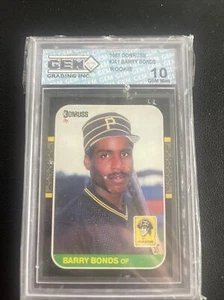 GEM
GRADING INC.
1987 DONRUSS
#361 BARRY BONDS
ROOKIE
10
GEM MINT
DONRUSS
P
BARRY BONDS OF